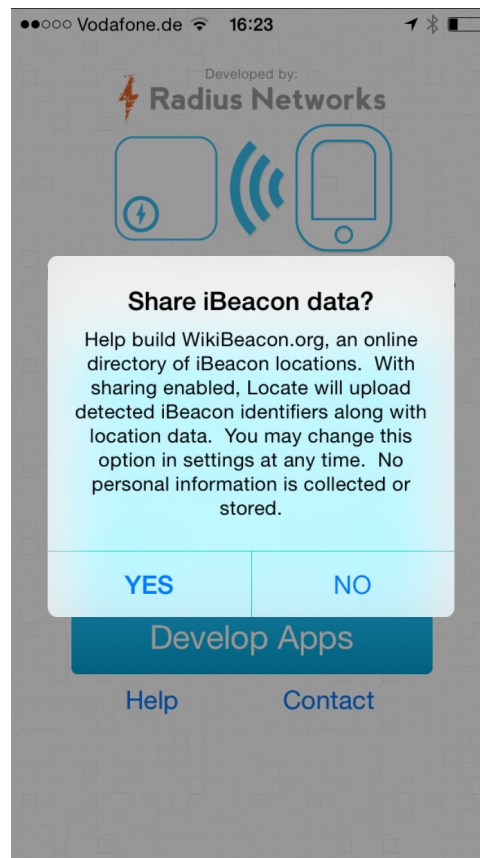 Vodafone.de 16:23
Developed by:
Radius Networks
Share iBeacon data?
Help build WikiBeacon.org, an online
directory of iBeacon locations.  With
sharing enabled, Locate will upload
detected iBeacon identifiers along with
location data.  You may change this
option in settings at any time.  No
personal information is collected or
stored.
YES NO
Develop Apps
Help Contact